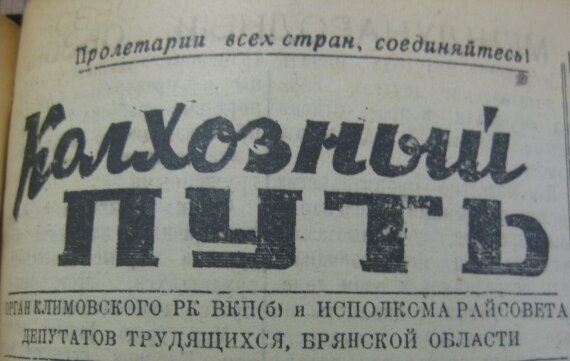 Пролетарии всех стран, соединяйтесь!
Колхозный
ПУТЬ
ОРГАН КЛИМОВСКОГО РК ВКП(б) и ИСПОЛКОМА РАЙСОВЕТА
ДЕПУТАТОВ ТРУДЯЩИХСЯ, БРЯНСКОЙ ОБЛАСТИ